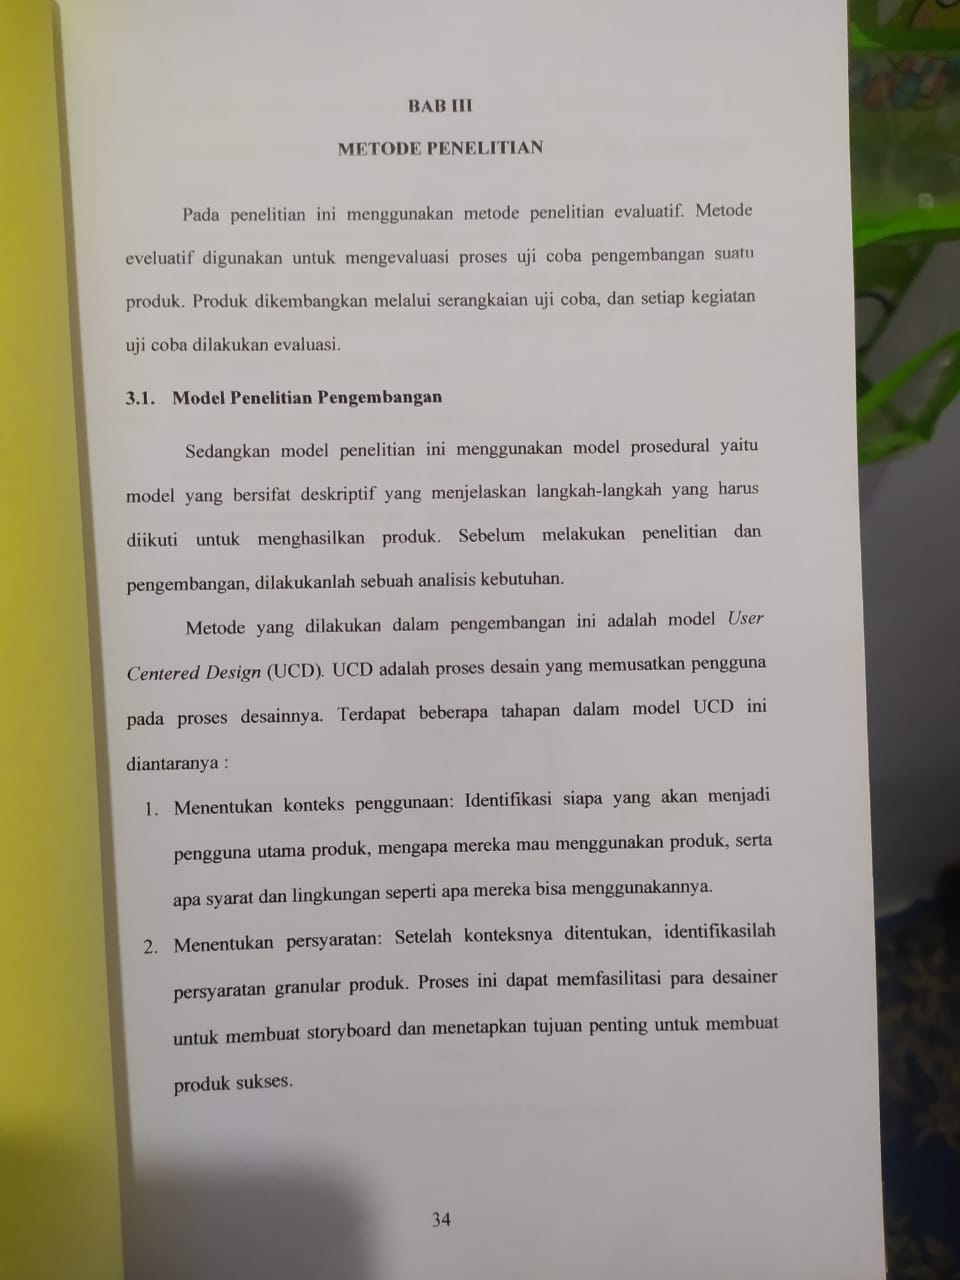 BAB III
METODE PENELITIAN
Pada penelitian ini menggunakan metode penelitian evaluatif. Metode
eveluatif digunakan untuk mengevaluasi proses uji coba pengembangan suatu
produk. Produk dikembangkan melalui serangkaian uji coba, dan setiap kegiatan
uji coba dilakukan evaluasi.
3.1. Model Penelitian Pengembangan
Sedangkan model penelitian ini menggunakan model prosedural yaitu
model yang bersifat deskriptif yang menjelaskan langkah-langkah yang harus
diikuti untuk menghasilkan produk. Sebelum melakukan penelitian dan
pengembangan, dilakukanlah sebuah analisis kebutuhan.
Metode yang dilakukan dalam pengembangan ini adalah model User
Centered Design (UCD). UCD adalah proses desain yang memusatkan pengguna
pada proses desainnya. Terdapat beberapa tahapan dalam model UCD ini
diantaranya :
1. Menentukan konteks penggunaan: Identifikasi siapa yang akan menjadi
pengguna utama produk, mengapa mereka mau menggunakan produk, serta
apa syarat dan lingkungan seperti apa mereka bisa menggunakannya.
2. Menentukan persyaratan: Setelah konteksnya ditentukan, identifikasilah
persyaratan granular produk. Proses ini dapat memfasilitasi para desainer
untuk membuat storyboard dan menetapkan tujuan penting untuk membuat
produk sukses.
34